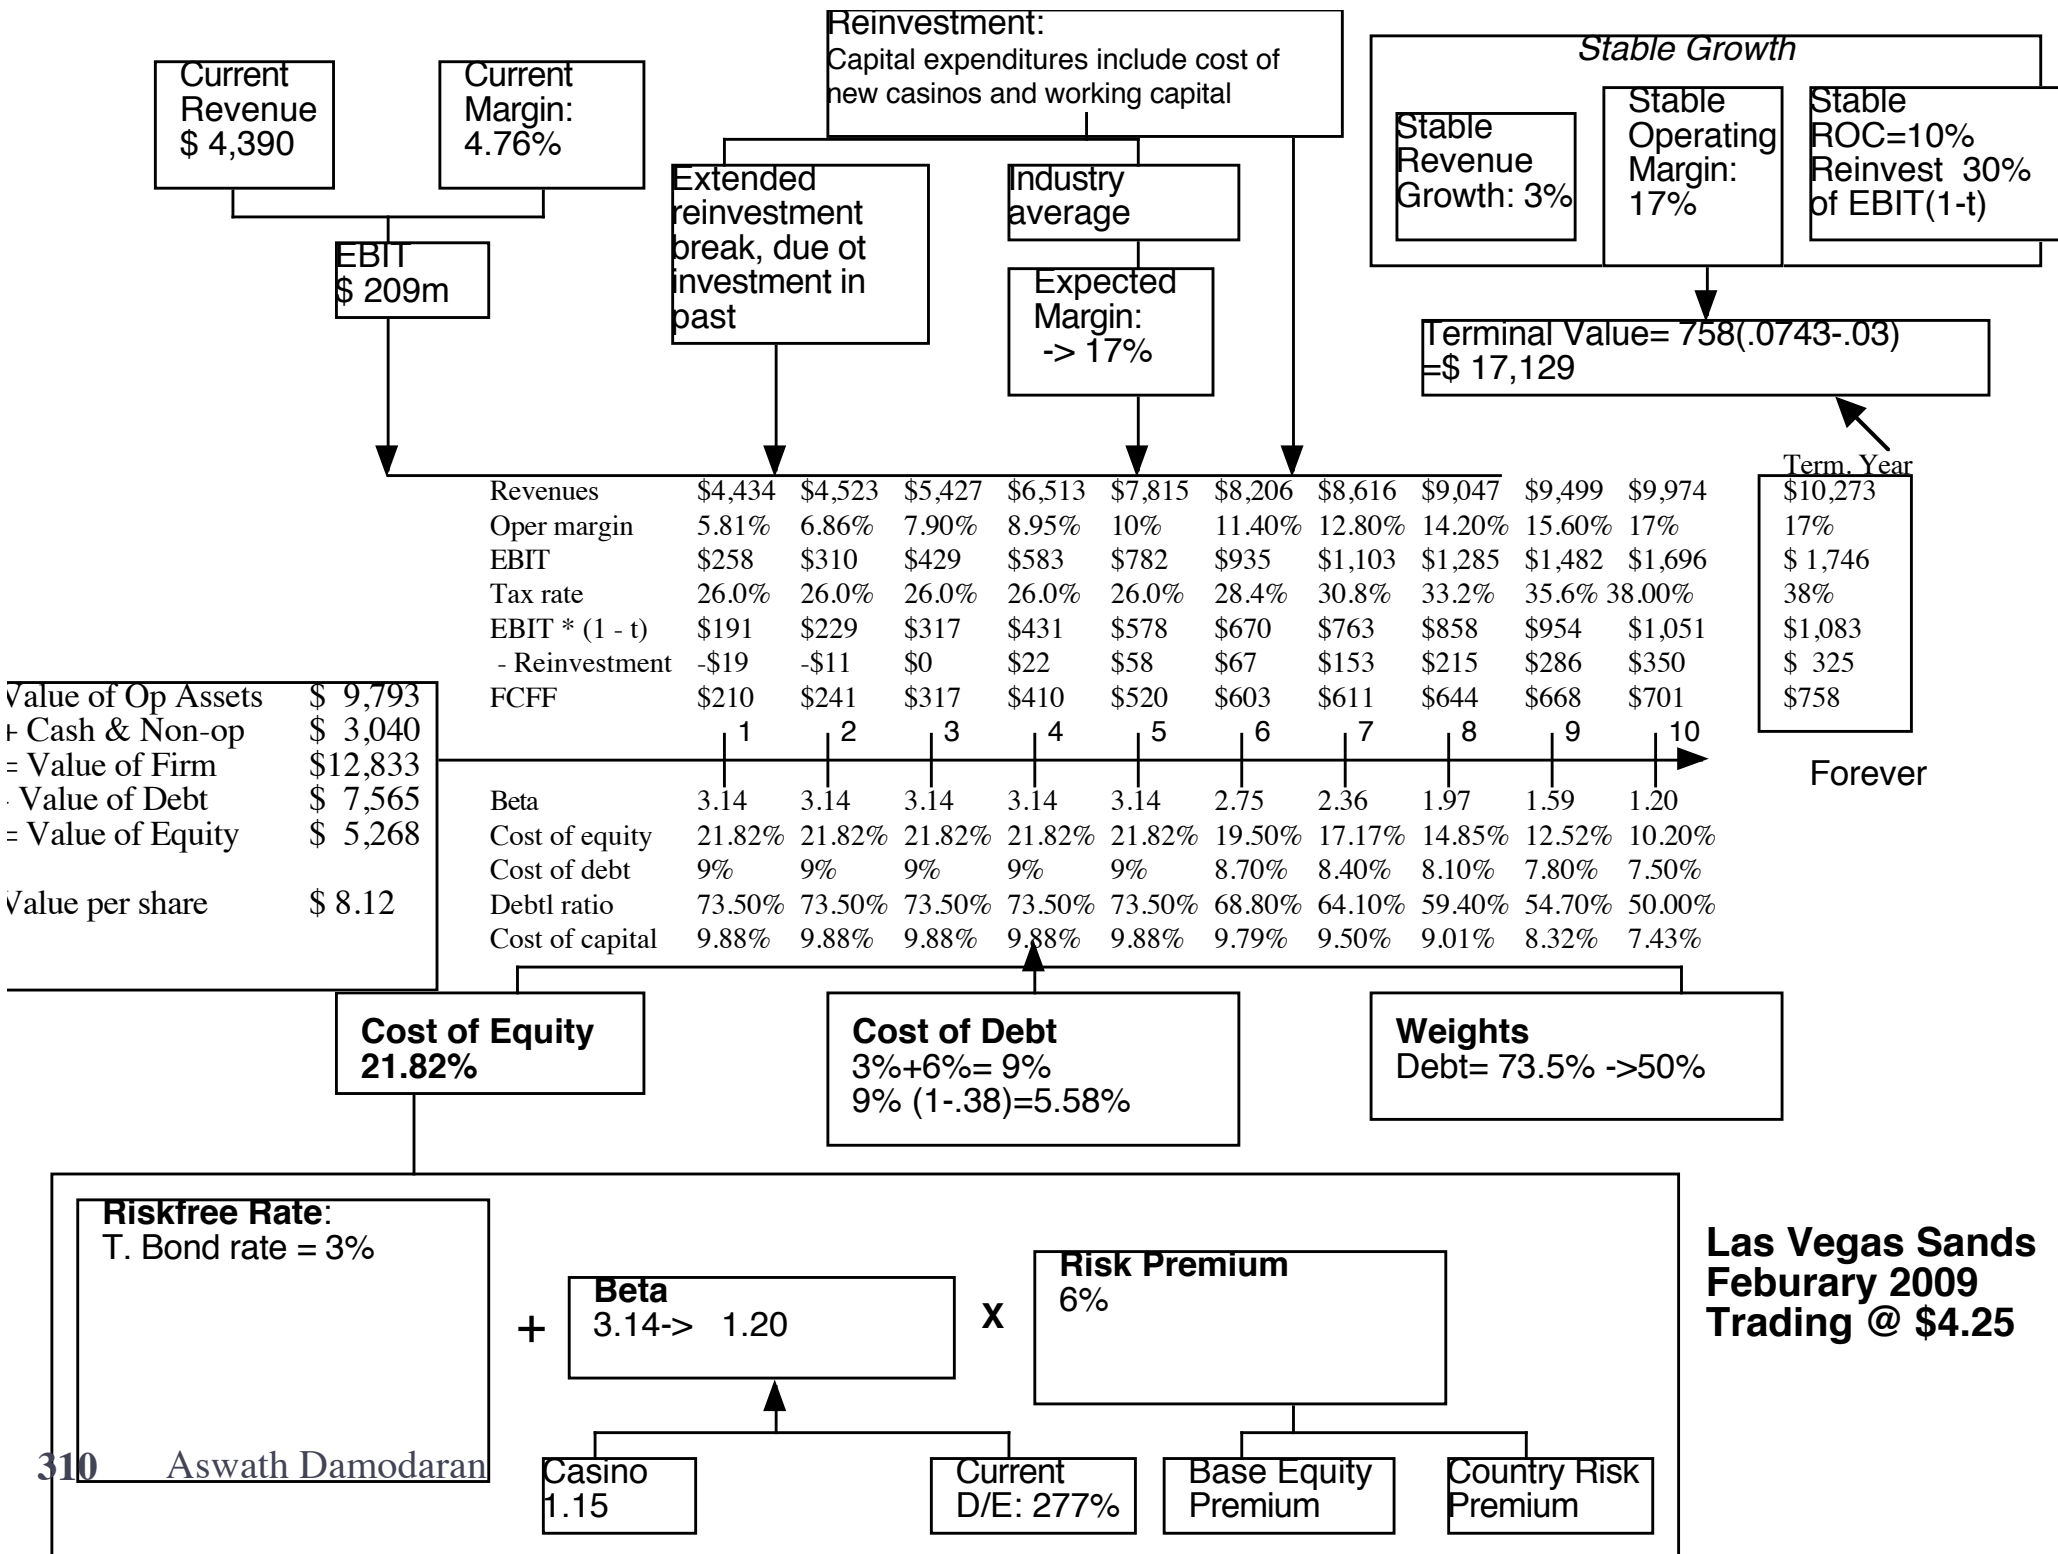 Reinvestment:
Capital expenditures include cost of
new casinos and working capital
Stable Growth
Current
Revenue
$ 4,390
Current
Margin:
4.76%
Stable
Revenue
Growth: 3%
Stable
Operating
Margin:
17%
Stable
ROC=10%
Reinvest  30%
of EBIT(1-t)
Extended
reinvestment
break, due ot
investment in
past
Industry
average
EBIT
$ 209m
Expected
Margin:
-> 17%
Terminal Value= 758(.0743-.03)
=$ 17,129
Term. Year
Revenues $4,434 $4,523 $5,427 $6,513 $7,815 $8,206 $8,616 $9,047 $9,499 $9,974 $10,273
Oper margin 5.81% 6.86% 7.90% 8.95% 10% 11.40% 12.80% 14.20% 15.60% 17% 17%
EBIT $258 $310 $429 $583 $782 $935 $1,103 $1,285 $1,482 $1,696 $ 1,746
Tax rate 26.0% 26.0% 26.0% 26.0% 26.0% 28.4% 30.8% 33.2% 35.6% 38.00% 38%
EBIT * (1 - t) $191 $229 $317 $431 $578 $670 $763 $858 $954 $1,051 $1,083
- Reinvestment -$19 -$11 $0 $22 $58 $67 $153 $215 $286 $350 $ 325
FCFF $210 $241 $317 $410 $520 $603 $611 $644 $668 $701 $758
1 2 3 4 5 6 7 8 9 10
Forever
Value of Op Assets $ 9,793
+ Cash & Non-op $ 3,040
= Value of Firm $12,833
- Value of Debt $ 7,565
= Value of Equity $ 5,268
Value per share $ 8.12
Beta 3.14 3.14 3.14 3.14 3.14 2.75 2.36 1.97 1.59 1.20
Cost of equity 21.82% 21.82% 21.82% 21.82% 21.82% 19.50% 17.17% 14.85% 12.52% 10.20%
Cost of debt 9% 9% 9% 9% 9% 8.70% 8.40% 8.10% 7.80% 7.50%
Debtl ratio 73.50% 73.50% 73.50% 73.50% 73.50% 68.80% 64.10% 59.40% 54.70% 50.00%
Cost of capital 9.88% 9.88% 9.88% 9.88% 9.88% 9.79% 9.50% 9.01% 8.32% 7.43%
Cost of Equity
21.82%
Cost of Debt
3%+6%= 9%
9% (1-.38)=5.58%
Weights
Debt= 73.5% ->50%
Riskfree Rate:
T. Bond rate = 3%
+
Beta
3.14->   1.20
X
Risk Premium
6%
Las Vegas Sands
Feburary 2009
Trading @ $4.25
Casino
1.15
Current
D/E: 277%
Base Equity
Premium
Country Risk
Premium
310 Aswath Damodaran